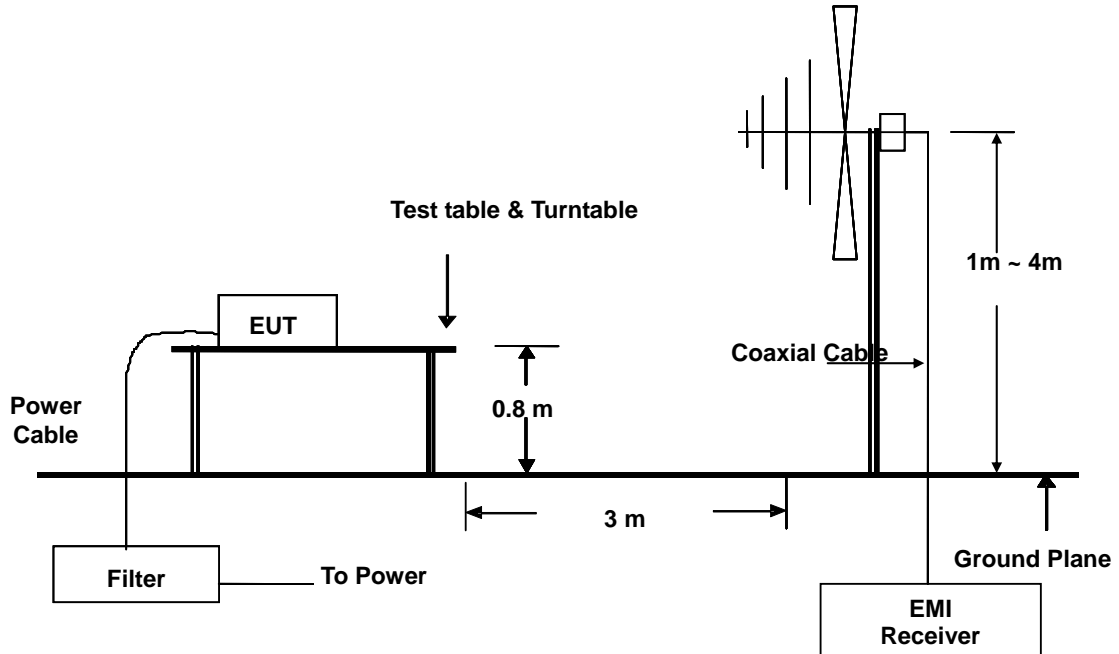 Test table & Turntable
1m ~ 4m
EUT
Coaxial Cable
0.8 m
Power
Cable
3 m
Ground Plane
Filter
To Power
EMI
Receiver